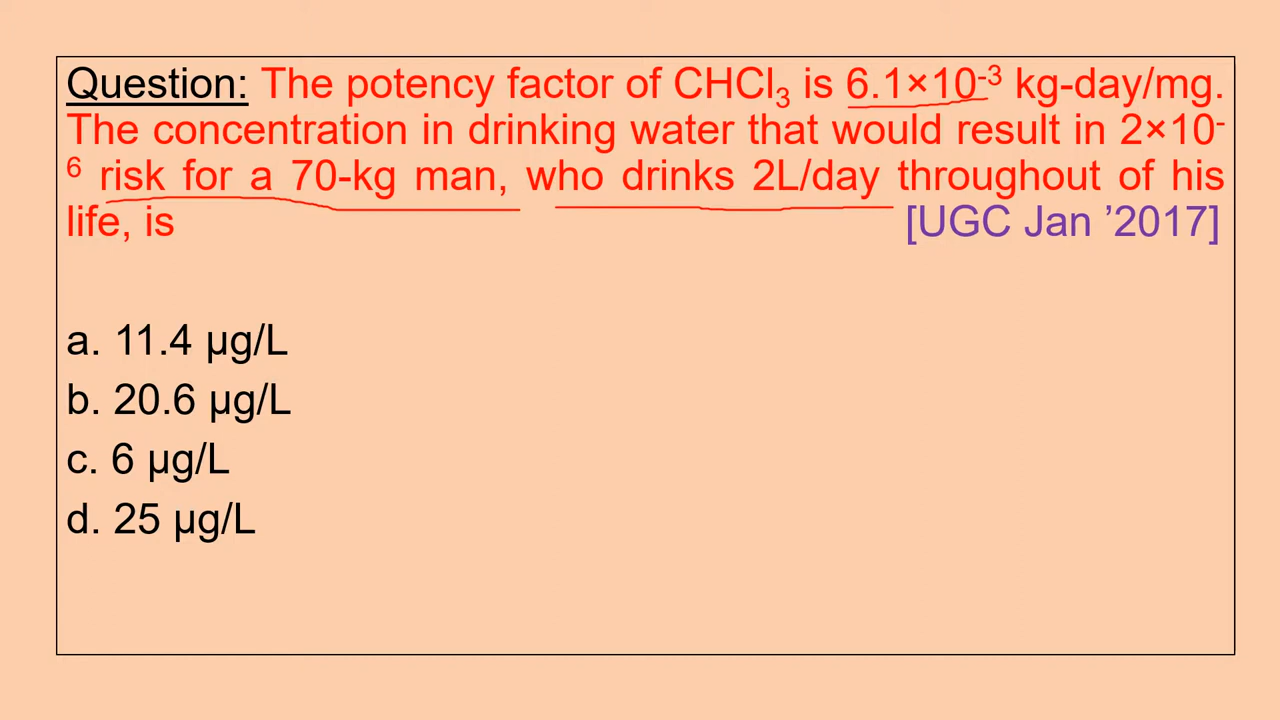 Question: The potency factor of CHCl₃ is 6.1×10⁻³ kg-day/mg.
The concentration in drinking water that would result in 2×10⁻
⁶ risk for a 70-kg man, who drinks 2L/day throughout of his
life, is [UGC Jan ’2017]
a. 11.4 µg/L
b. 20.6 µg/L
c. 6 µg/L
d. 25 µg/L